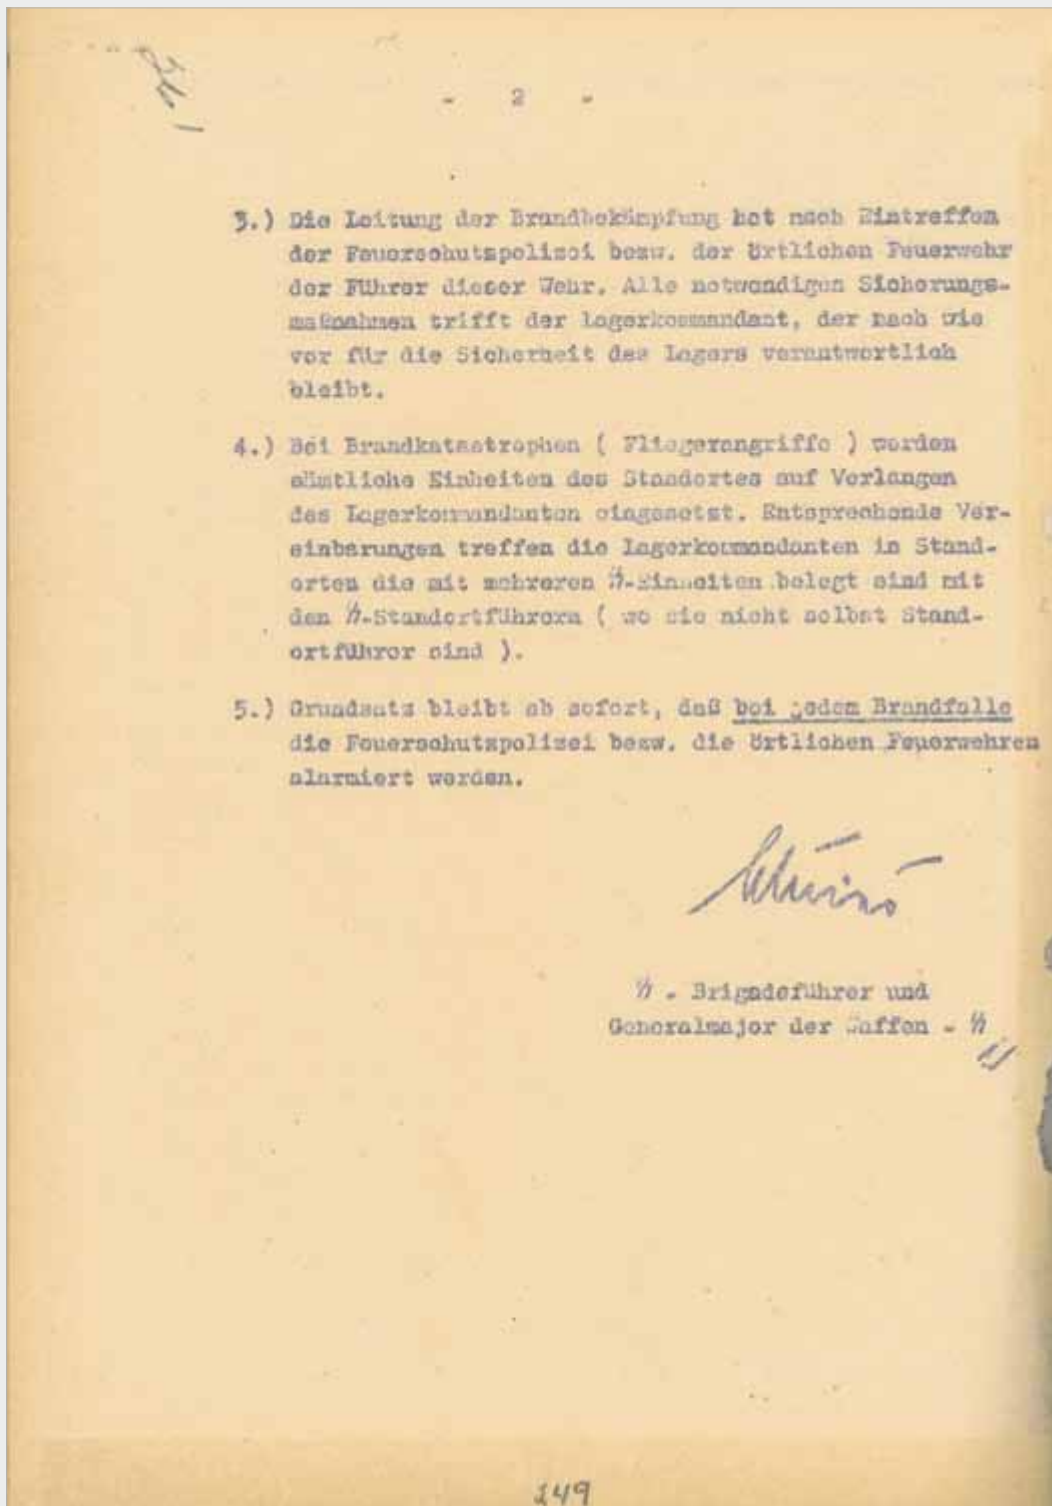 - 2 -
3.) Die Leitung der Brandbekämpfung hat nach Eintreffen
der Feuerschutzpolizei bezw. der örtlichen Feuerwehr
der Führer dieser Wehr. Alle notwendigen Sicherungs-
maßnahmen trifft der Lagerkommandant, der nach wie
vor für die Sicherheit des Lagers verantwortlich
bleibt.
4.) Bei Brandkatastrophen ( Fliegerangriffe ) werden
sämtliche Einheiten des Standortes auf Verlangen
des Lagerkommandanten eingesetzt. Entsprechende Ver-
einbarungen treffen die Lagerkommandanten in Stand-
orten die mit mehreren ᛋᛋ-Einheiten belegt sind mit
den ᛋᛋ-Standortführern ( wo sie nicht selbst Stand-
ortführer sind ).
5.) Grundsatz bleibt ab sofort, daß bei jedem Brandfalle
die Feuerschutzpolizei bezw. die örtlichen Feuerwehren
alarmiert werden.
ᛋᛋ - Brigadeführer und
Generalmajor der Waffen - ᛋᛋ
149